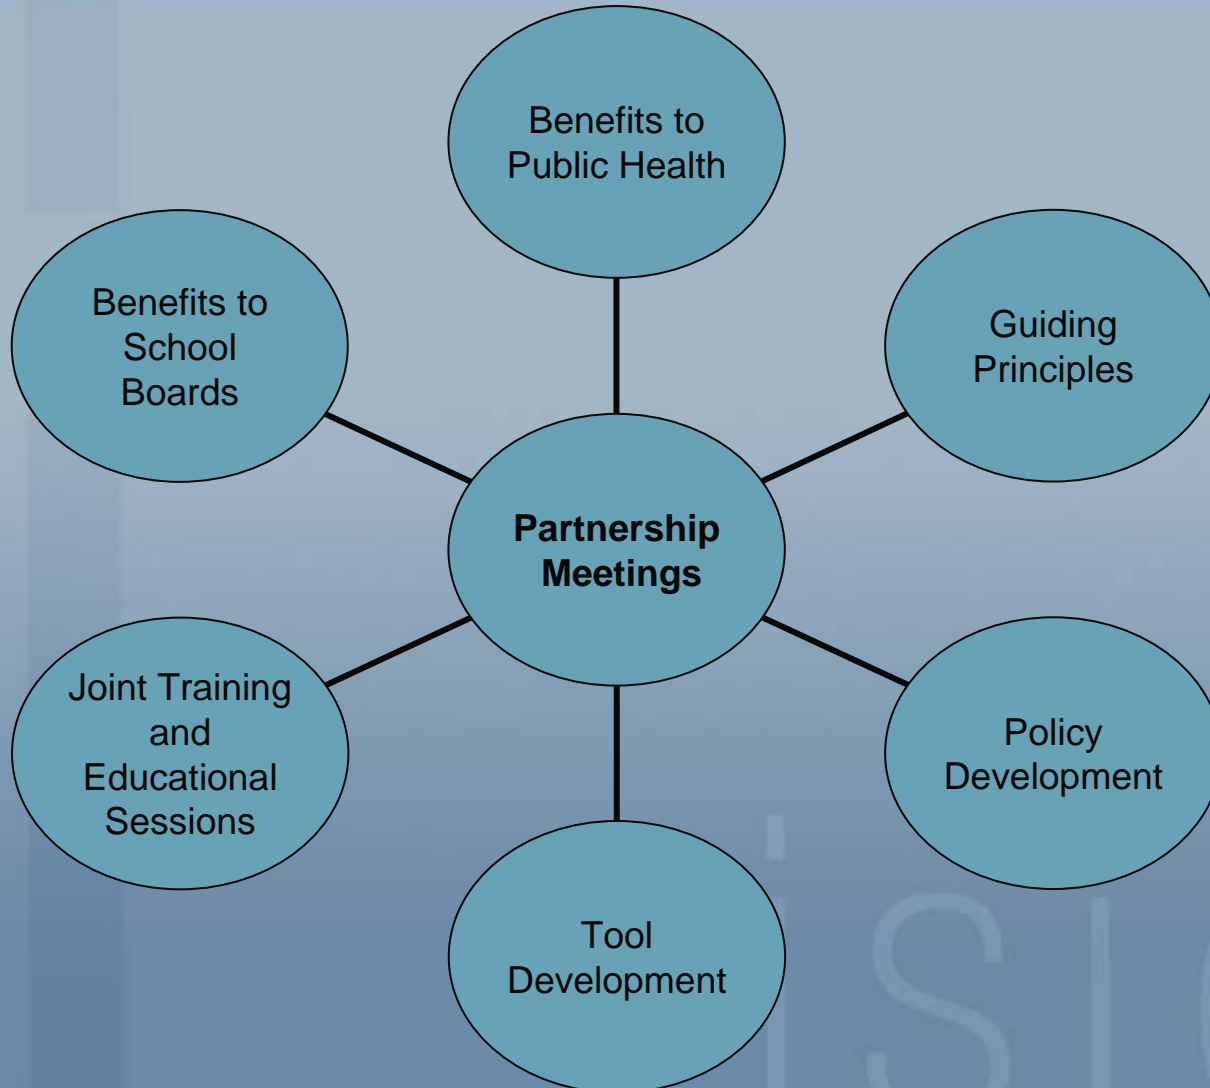 Benefits to
Public Health
Benefits to
School
Boards
Guiding
Principles
Partnership
Meetings
Joint Training
and
Educational
Sessions
Policy
Development
Tool
Development